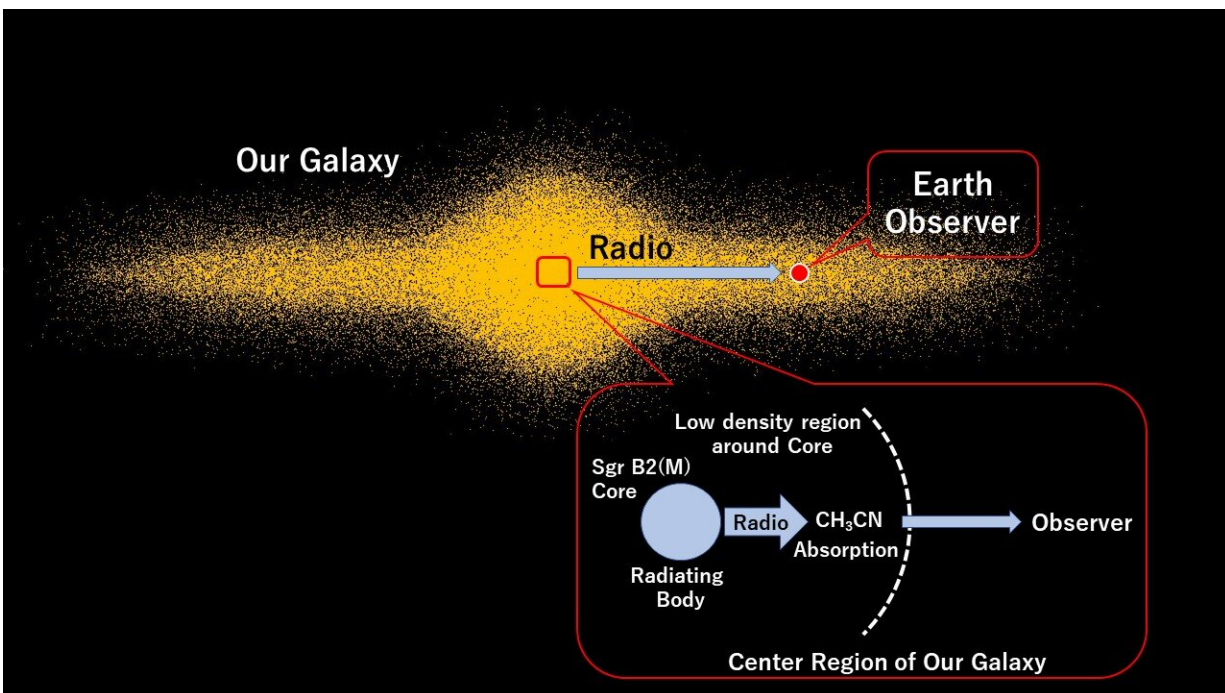 Our Galaxy
Earth
Observer
Radio
Low density region
around Core
Sgr B2(M)
Core
Radio
CH₃CN
Absorption
Observer
Radiating
Body
Center Region of Our Galaxy